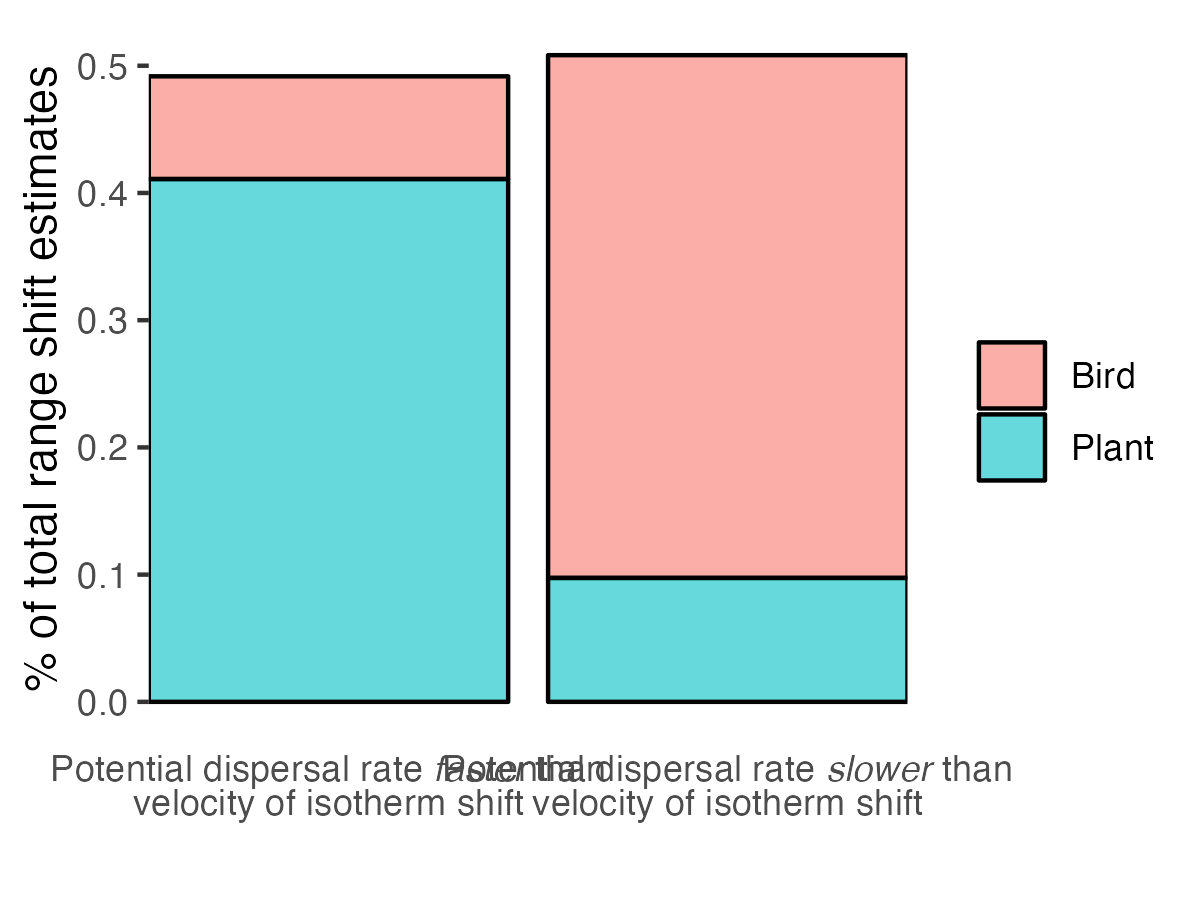 % of total range shift estimates
0.5
0.4
0.3
0.2
0.1
0.0
Potential dispersal rate faster than
velocity of isotherm shift
Potential dispersal rate slower than
velocity of isotherm shift
Bird
Plant